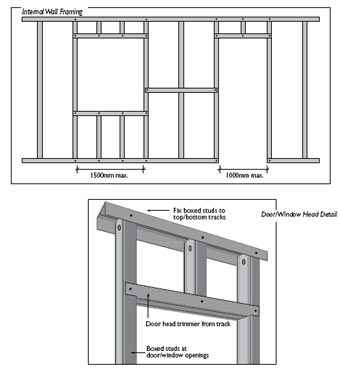 Internal Wall Framing
1500mm max.
1000mm max.
Fix boxed studs to
top/bottom tracks
Door/Window Head Detail
Door head trimmer from track
Boxed studs at
door/window openings